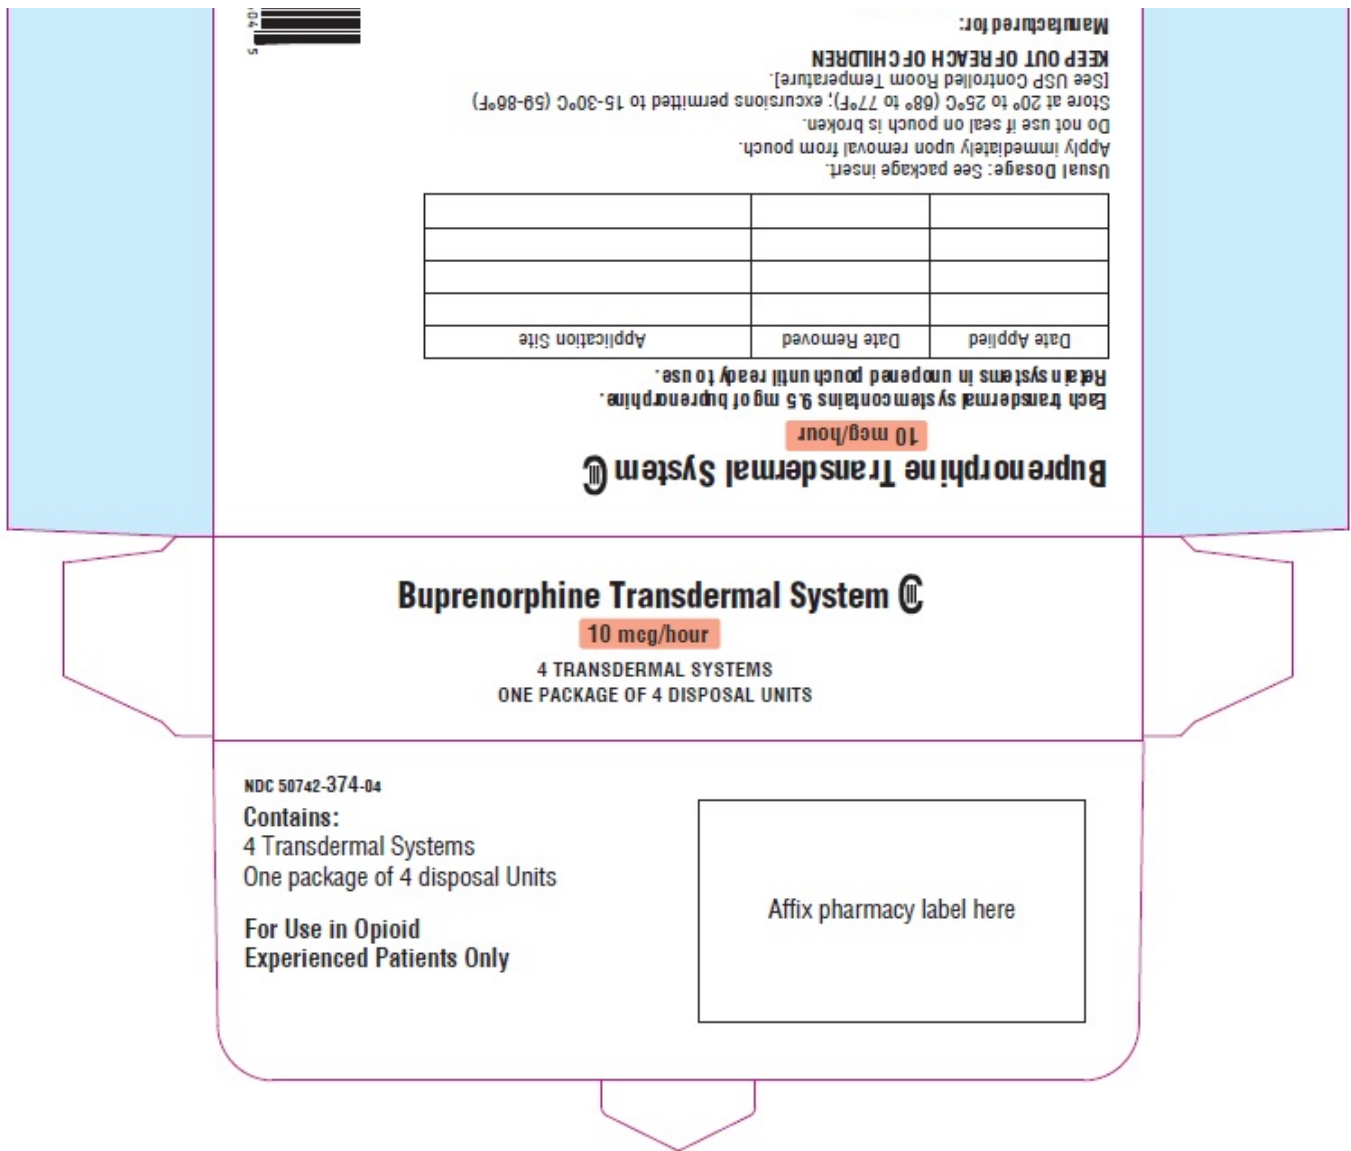 Buprenorphine Transdermal System CIII
10 mcg/hour
Each transdermal system contains 9.5 mg of buprenorphine.
Retain systems in unopened pouch until ready to use.
Date Applied Date Removed Application Site
Usual Dosage: See package insert.
Apply immediately upon removal from pouch.
Do not use if seal on pouch is broken.
Store at 20° to 25°C (68° to 77°F); excursions permitted to 15-30°C (59-86°F)
[See USP Controlled Room Temperature].
KEEP OUT OF REACH OF CHILDREN
Manufactured for:
04 5
Buprenorphine Transdermal System CIII
10 mcg/hour
4 TRANSDERMAL SYSTEMS
ONE PACKAGE OF 4 DISPOSAL UNITS
NDC 50742-374-04
Contains:
4 Transdermal Systems
One package of 4 disposal Units
For Use in Opioid
Experienced Patients Only
Affix pharmacy label here